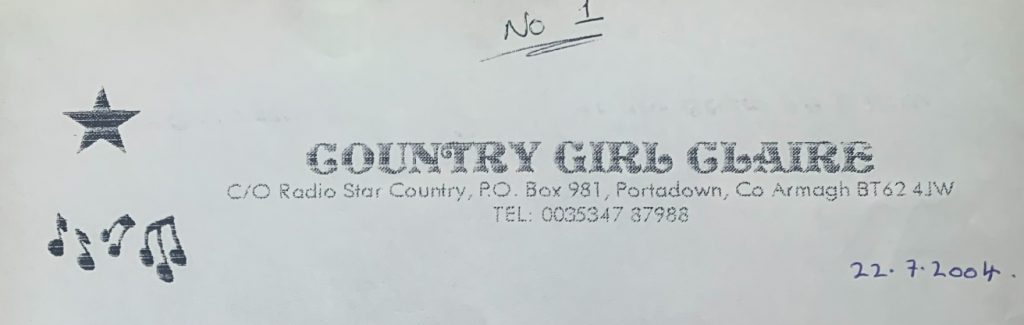 No 1
COUNTRY GIRL CLAIRE
C/O Radio Star Country, P.O. Box 981, Portadown, Co Armagh BT62 4JW
TEL: 0035347 87988
22.7.2004.